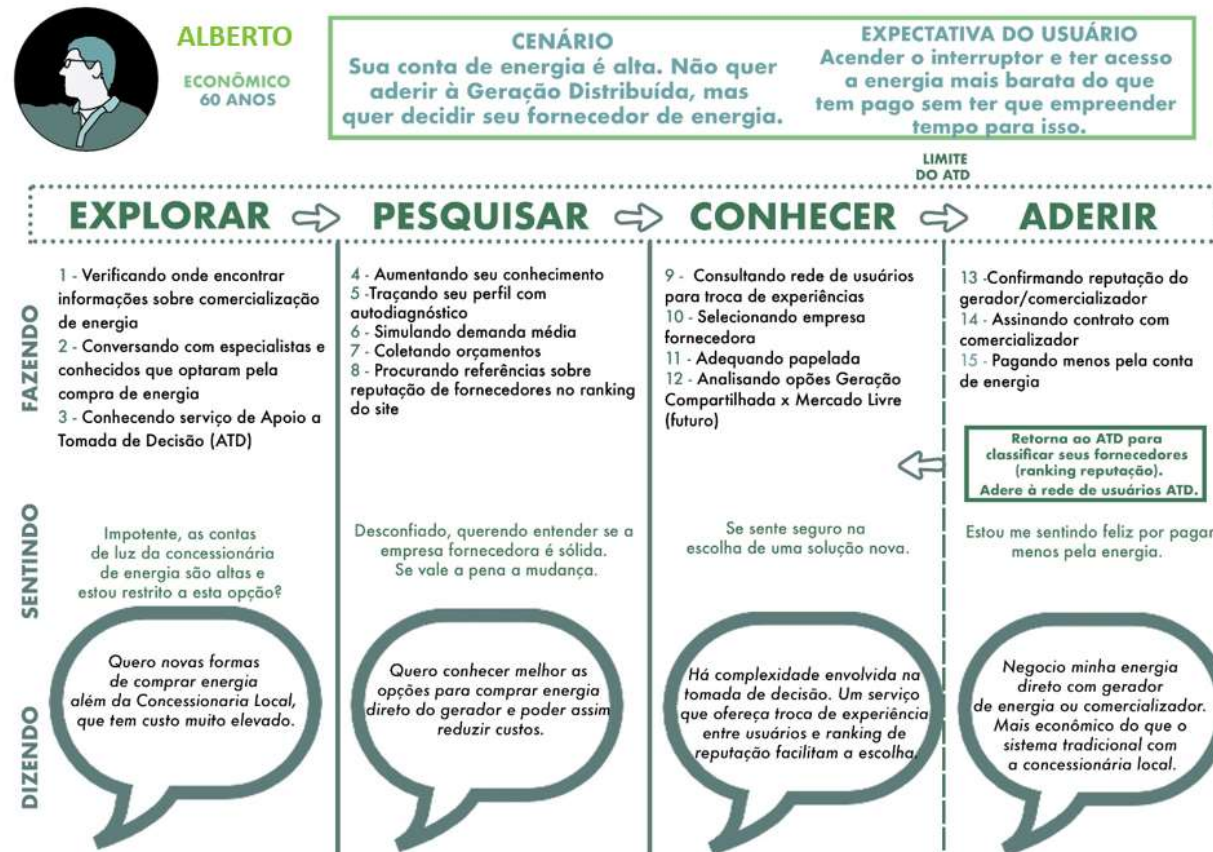 ALBERTO
ECONÔMICO
60 ANOS
CENÁRIO
Sua conta de energia é alta. Não quer
aderir à Geração Distribuída, mas
quer decidir seu fornecedor de energia.
EXPECTATIVA DO USUÁRIO
Acender o interruptor e ter acesso
a energia mais barata do que
tem pago sem ter que empreender
tempo para isso.
LIMITE
DO ATD
EXPLORAR
PESQUISAR
CONHECER
ADERIR
FAZENDO
1 - Verificando onde encontrar
informações sobre comercialização
de energia
2 - Conversando com especialistas e
conhecidos que optaram pela
compra de energia
3 - Conhecendo serviço de Apoio a
Tomada de Decisão (ATD)
4 - Aumentando seu conhecimento
5 -Traçando seu perfil com
autodiagnóstico
6 - Simulando demanda média
7 - Coletando orçamentos
8 - Procurando referências sobre
reputação de fornecedores no ranking
do site
9 - Consultando rede de usuários
para troca de experiências
10 - Selecionando empresa
fornecedora
11 - Adequando papelada
12 - Analisando opões Geração
Compartilhada x Mercado Livre
(futuro)
13 -Confirmando reputação do
gerador/comercializador
14 - Assinando contrato com
comercializador
15 - Pagando menos pela conta
de energia
Retorna ao ATD para
classificar seus fornecedores
(ranking reputação).
Adere à rede de usuários ATD.
SENTINDO
Impotente, as contas
de luz da concessionária
de energia são altas e
estou restrito a esta opção?
Desconfiado, querendo entender se a
empresa fornecedora é sólida.
Se vale a pena a mudança.
Se sente seguro na
escolha de uma solução nova.
Estou me sentindo feliz por pagar
menos pela energia.
DIZENDO
Quero novas formas
de comprar energia
além da Concessionaria Local,
que tem custo muito elevado.
Quero conhecer melhor as
opções para comprar energia
direto do gerador e poder assim
reduzir custos.
Há complexidade envolvida na
tomada de decisão. Um serviço
que ofereça troca de experiência
entre usuários e ranking de
reputação facilitam a escolha.
Negocio minha energia
direto com gerador
de energia ou comercializador.
Mais econômico do que o
sistema tradicional com
a concessionária local.